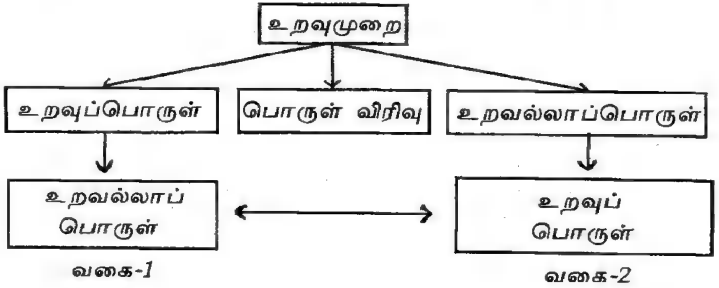 உறவுமுறை
உறவுப்பொருள்
பொருள் விரிவு
உறவல்லாப்பொருள்
உறவல்லாப்
பொருள்
உறவுப்
பொருள்
வகை-1
வகை-2